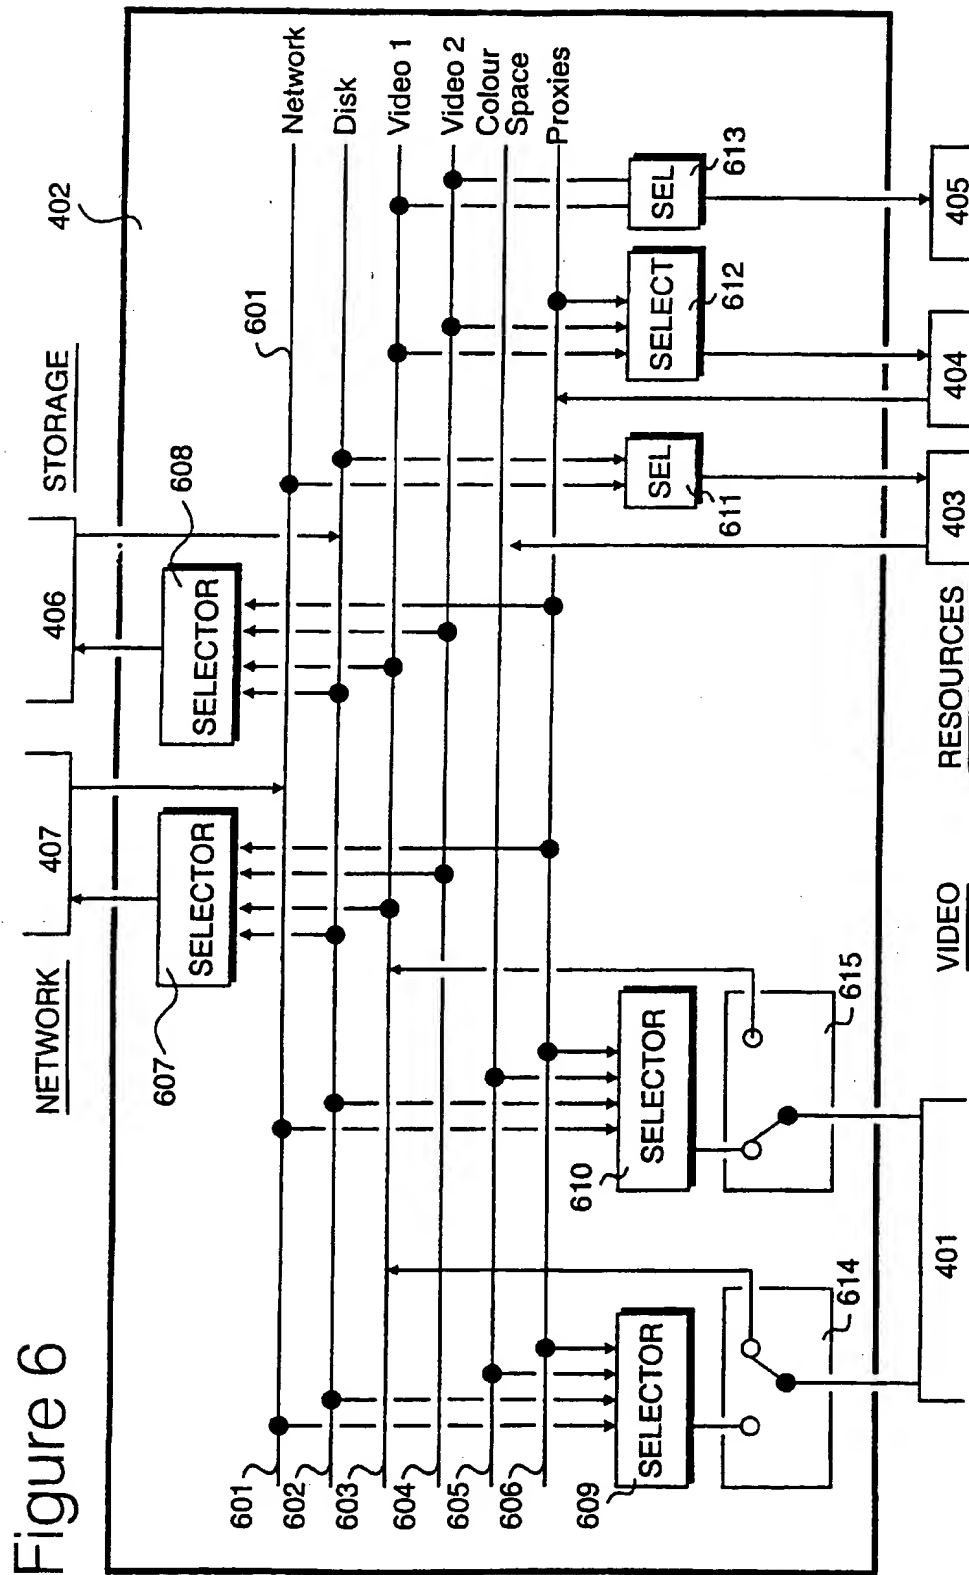 Figure 6
NETWORK
STORAGE
402
407
406
607
SELECTOR
608
SELECTOR
601
601
Network
602
Disk
603
Video 1
604
Video 2
605
Colour
Space
606
Proxies
609
SELECTOR
610
SELECTOR
611
SEL
SELECT
612
SEL
613
614
615
401
403
404
405
VIDEO
RESOURCES